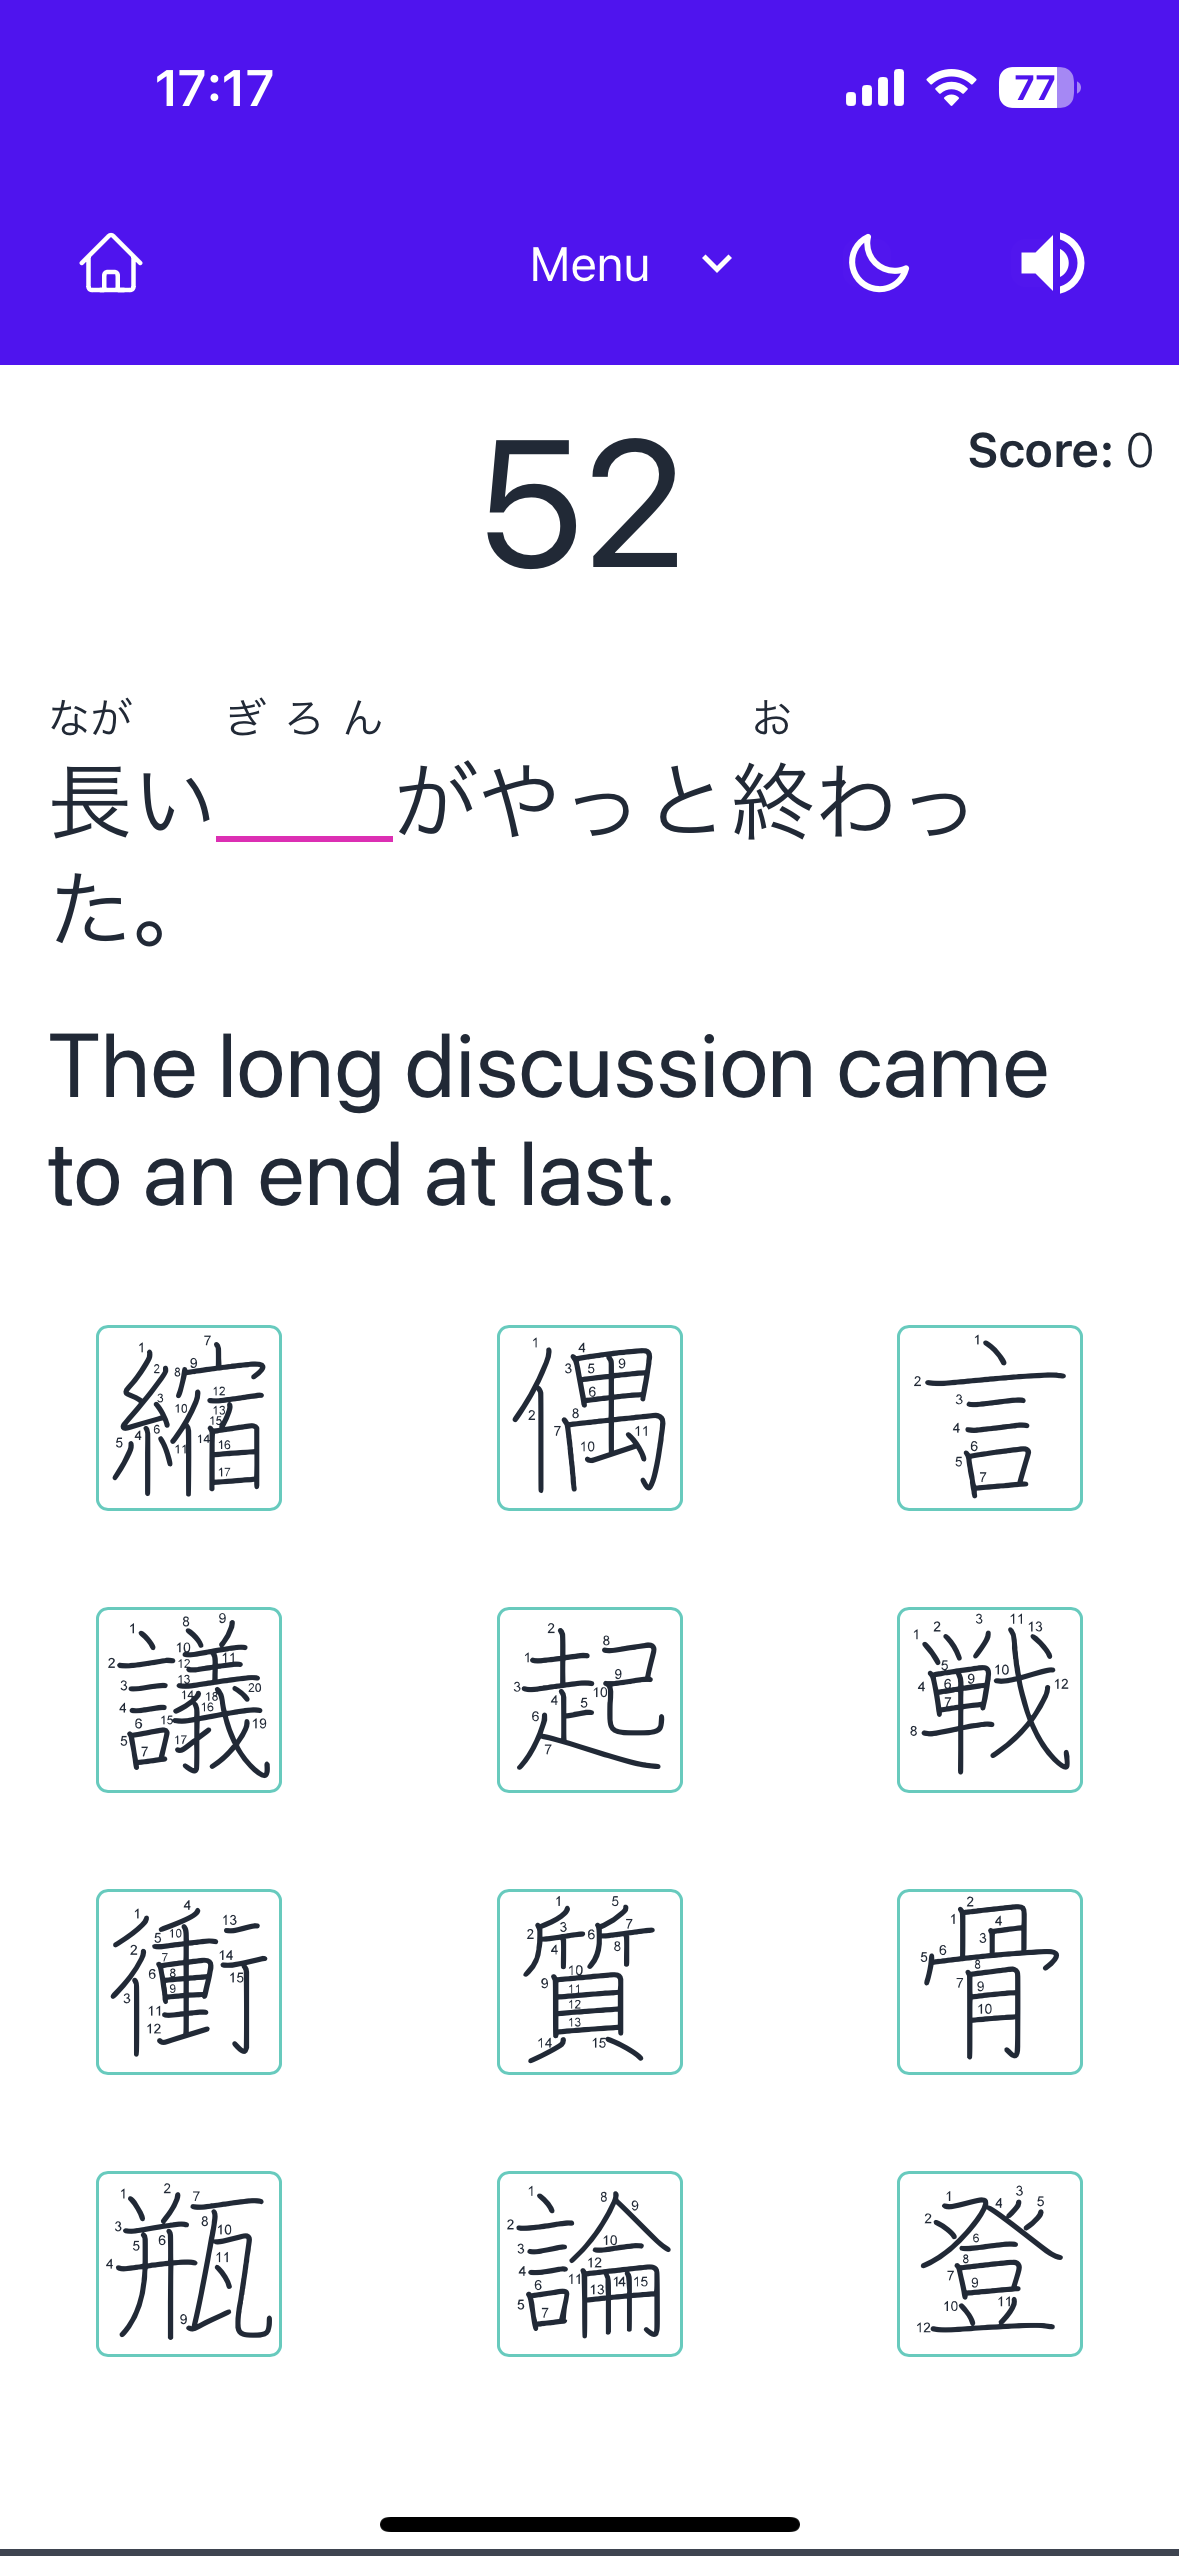 17:17
77
Menu
52
Score: 0
なが ぎろん お
長い____がやっと終わっ
た。
The long discussion came
to an end at last.
縮 偶 言
議 起 戦
衝 質 骨
瓶 論 登